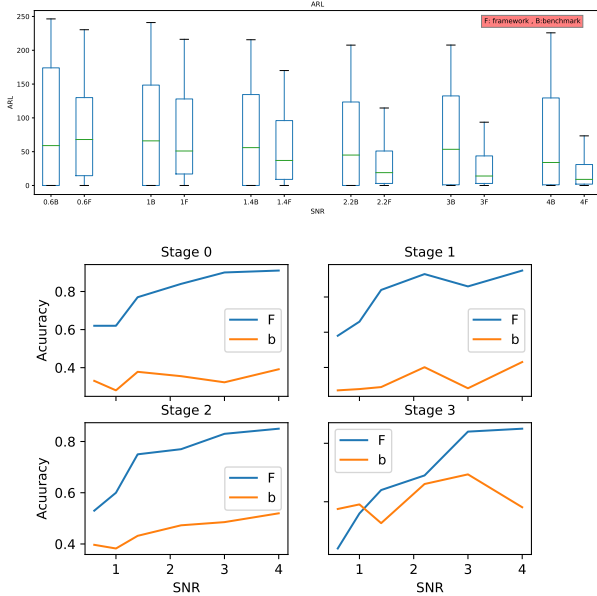 ARL
F: framework , B:benchmark
250
200
150
100
50
0
ARL
0.6B 0.6F 1B 1F 1.4B 1.4F 2.2B 2.2F 3B 3F 4B 4F
SNR
Stage 0 Stage 1
0.8
0.6
0.4
Acuuracy
F
b
F
b
Stage 2 Stage 3
0.8
0.6
0.4
Acuuracy
F
b
F
b
1 2 3 4 1 2 3 4
SNR SNR